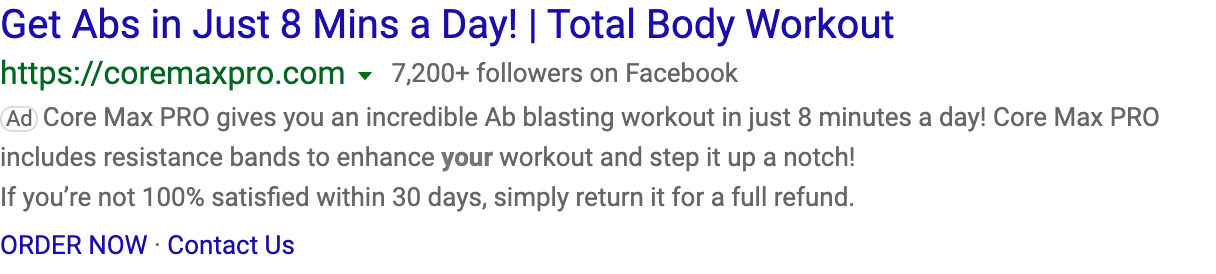 Get Abs in Just 8 Mins a Day! | Total Body Workout
https://coremaxpro.com 7,200+ followers on Facebook
Ad Core Max PRO gives you an incredible Ab blasting workout in just 8 minutes a day! Core Max PRO
includes resistance bands to enhance your workout and step it up a notch!
If you’re not 100% satisfied within 30 days, simply return it for a full refund.
ORDER NOW · Contact Us